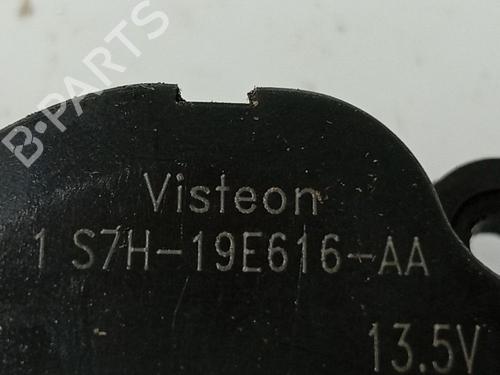 B-PARTS
Visteon
1 S7H-19E616-AA
13.5V